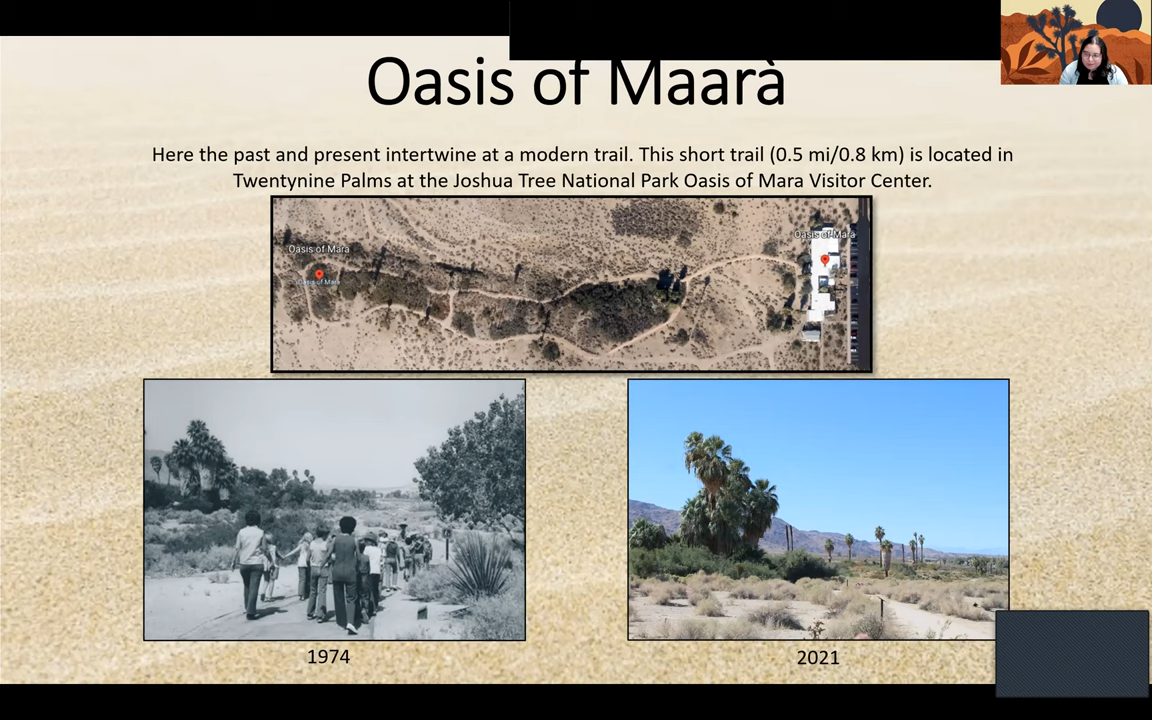 Oasis of Maarà
Here the past and present intertwine at a modern trail. This short trail (0.5 mi/0.8 km) is located in
Twentynine Palms at the Joshua Tree National Park Oasis of Mara Visitor Center.
Oasis of Mara
Oasis of Mara
Oasis of Mara
1974
2021